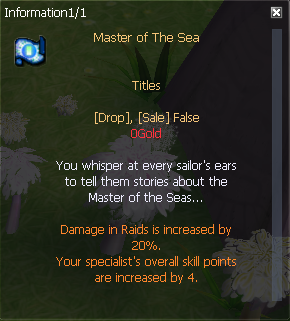 Information1/1
Master of The Sea
Titles
[Drop], [Sale] False
0Gold
You whisper at every sailor's ears
to tell them stories about the
Master of the Seas...
Damage in Raids is increased by
20%.
Your specialist's overall skill points
are increased by 4.